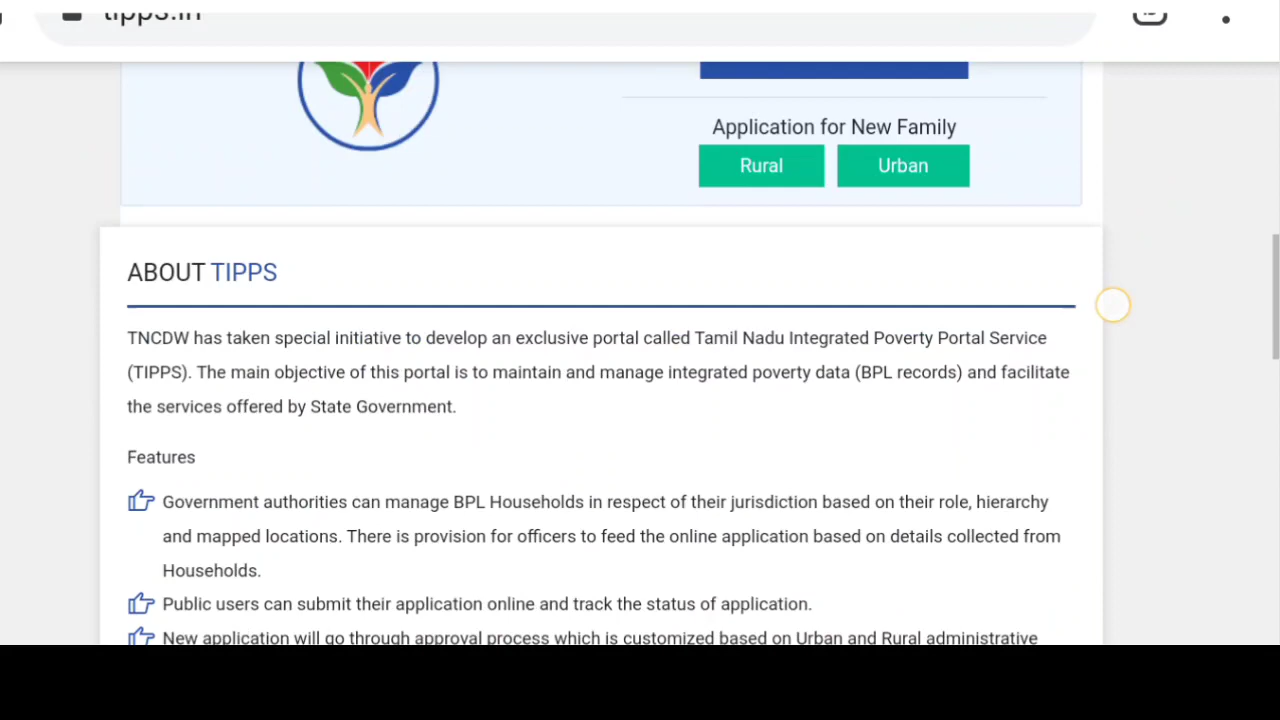 tipps.in
Application for New Family
Rural
Urban
ABOUT TIPPS
TNCDW has taken special initiative to develop an exclusive portal called Tamil Nadu Integrated Poverty Portal Service
(TIPPS). The main objective of this portal is to maintain and manage integrated poverty data (BPL records) and facilitate
the services offered by State Government.
Features
Government authorities can manage BPL Households in respect of their jurisdiction based on their role, hierarchy
and mapped locations. There is provision for officers to feed the online application based on details collected from
Households.
Public users can submit their application online and track the status of application.
New application will go through approval process which is customized based on Urban and Rural administrative